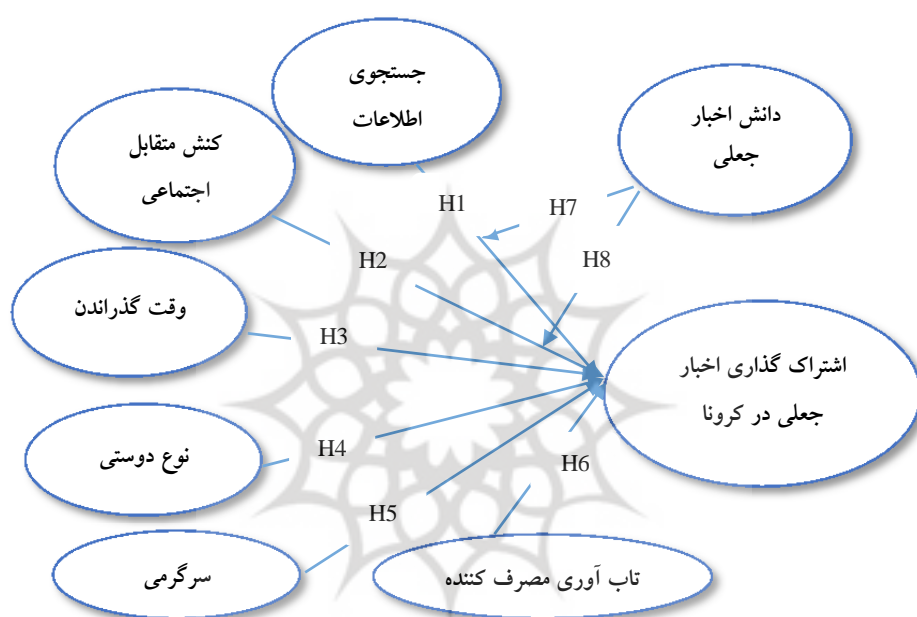 جستجوی
اطلاعات
دانش اخبار
جعلی
کنش متقابل
اجتماعی
H1
H7
H2
H8
وقت گذراندن
H3
اشتراک گذاری اخبار
جعلی در کرونا
نوع دوستی
H4
H6
H5
سرگرمی
تاب آوری مصرف کننده